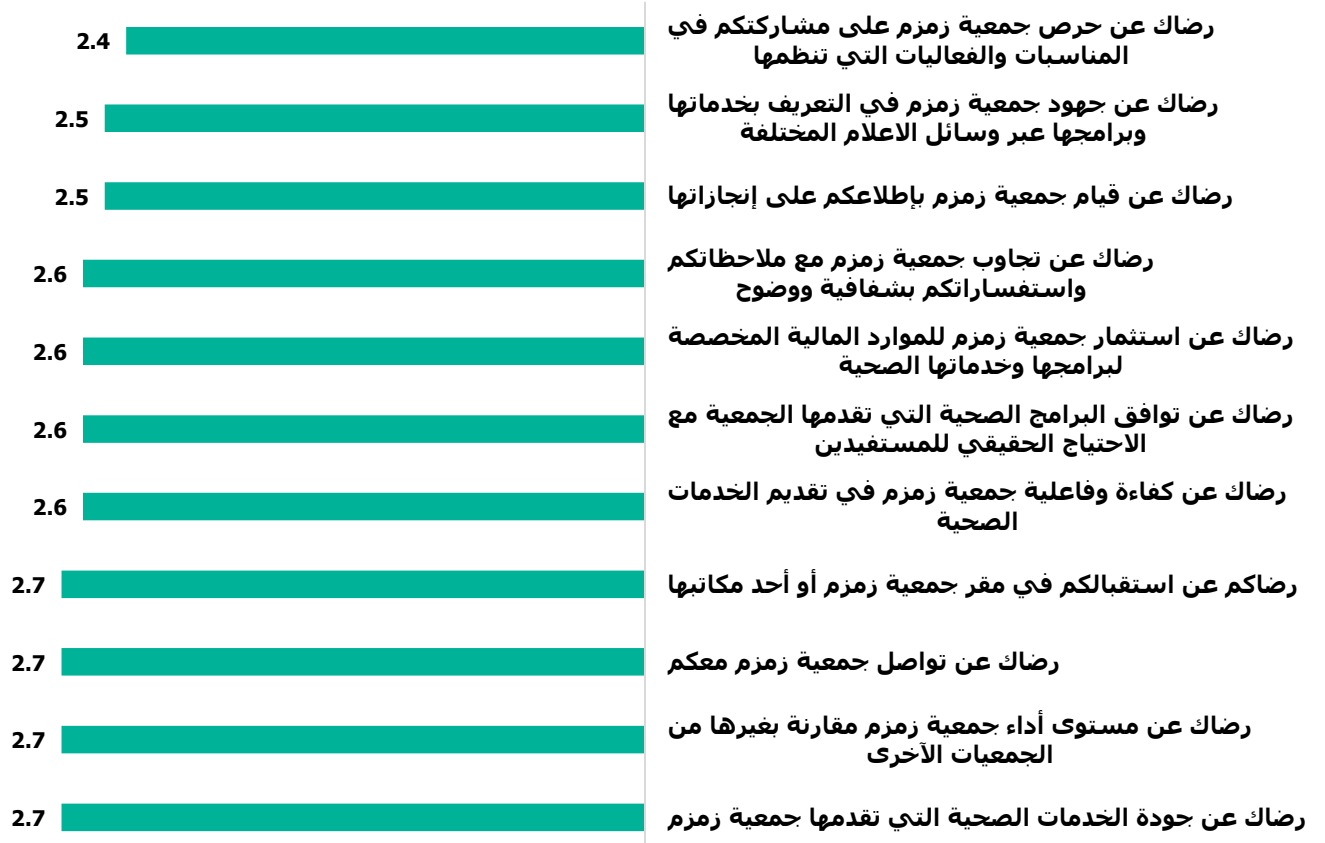 رضاك عن حرص جمعية زمزم على مشاركتكم في
المناسبات والفعاليات التي تنظمها
2.4
رضاك عن جهود جمعية زمزم في التعريف بخدماتها
وبرامجها عبر وسائل الاعلام المختلفة
2.5
رضاك عن قيام جمعية زمزم بإطلاعكم على إنجازاتها
2.5
رضاك عن تجاوب جمعية زمزم مع ملاحظاتكم
واستفساراتكم بشفافية ووضوح
2.6
رضاك عن استثمار جمعية زمزم للموارد المالية المخصصة
لبرامجها وخدماتها الصحية
2.6
رضاك عن توافق البرامج الصحية التي تقدمها الجمعية مع
الاحتياج الحقيقي للمستفيدين
2.6
رضاك عن كفاءة وفاعلية جمعية زمزم في تقديم الخدمات
الصحية
2.6
رضاكم عن استقبالكم في مقر جمعية زمزم أو أحد مكاتبها
2.7
رضاك عن تواصل جمعية زمزم معكم
2.7
رضاك عن مستوى أداء جمعية زمزم مقارنة بغيرها من
الجمعيات الآخرى
2.7
رضاك عن جودة الخدمات الصحية التي تقدمها جمعية زمزم
2.7